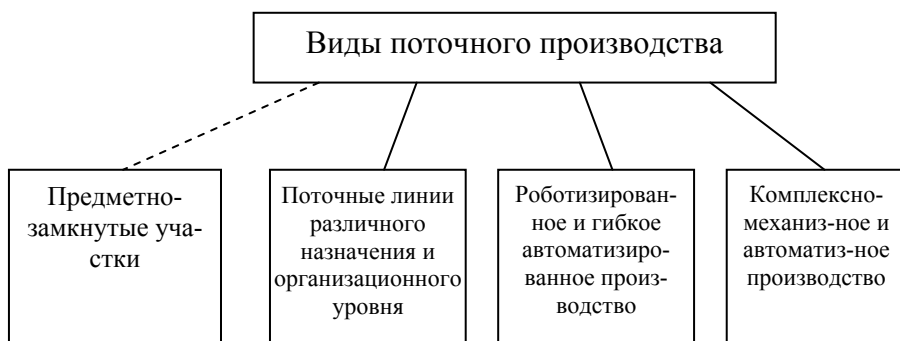 Виды поточного производства
Предметно-
замкнутые уча-
стки
Поточные линии
различного
назначения и
организационного
уровня
Роботизирован-
ное и гибкое
автоматизиро-
ванное произ-
водство
Комплексно-
механиз-ное и
автоматиз-ное
производство